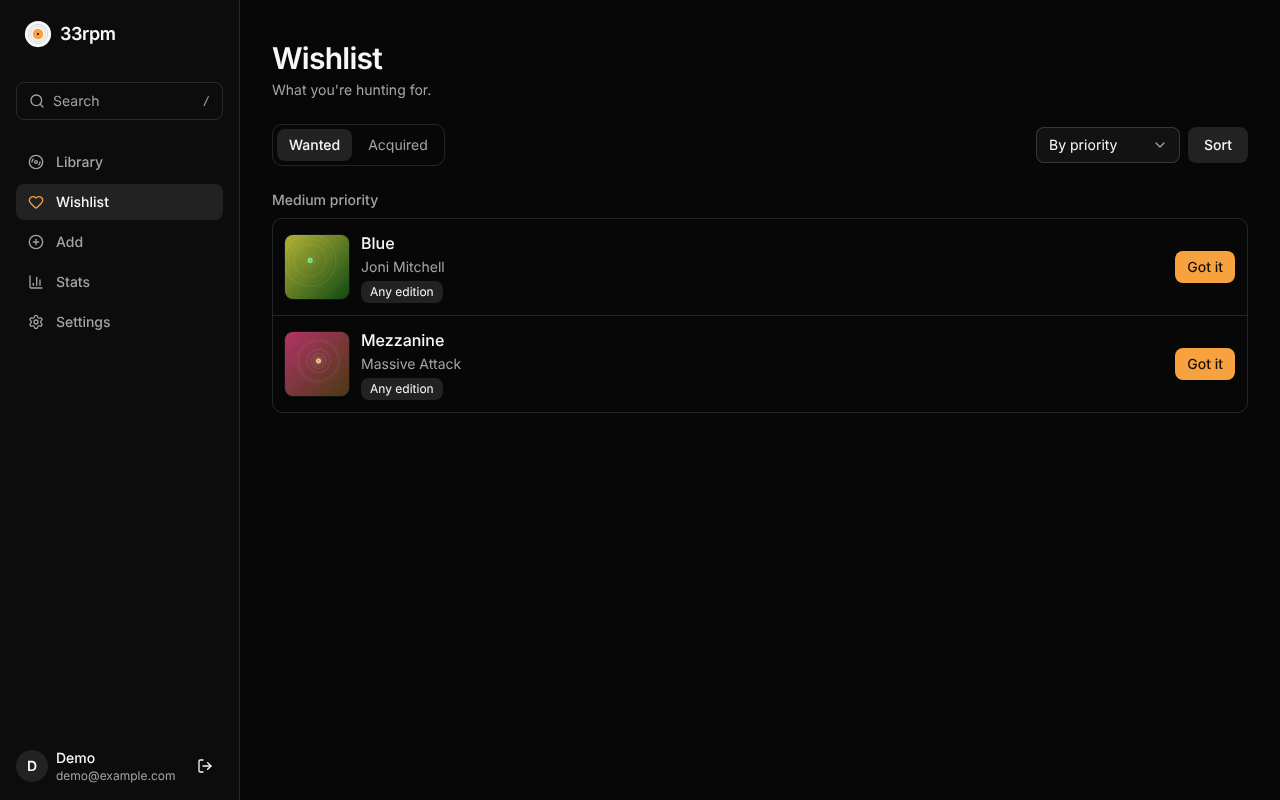 33rpm
Search /
Library
Wishlist
Add
Stats
Settings
Demo
demo@example.com
D
Wishlist
What you're hunting for.
Wanted Acquired
By priority Sort
Medium priority
Blue
Joni Mitchell
Any edition
Got it
Mezzanine
Massive Attack
Any edition
Got it